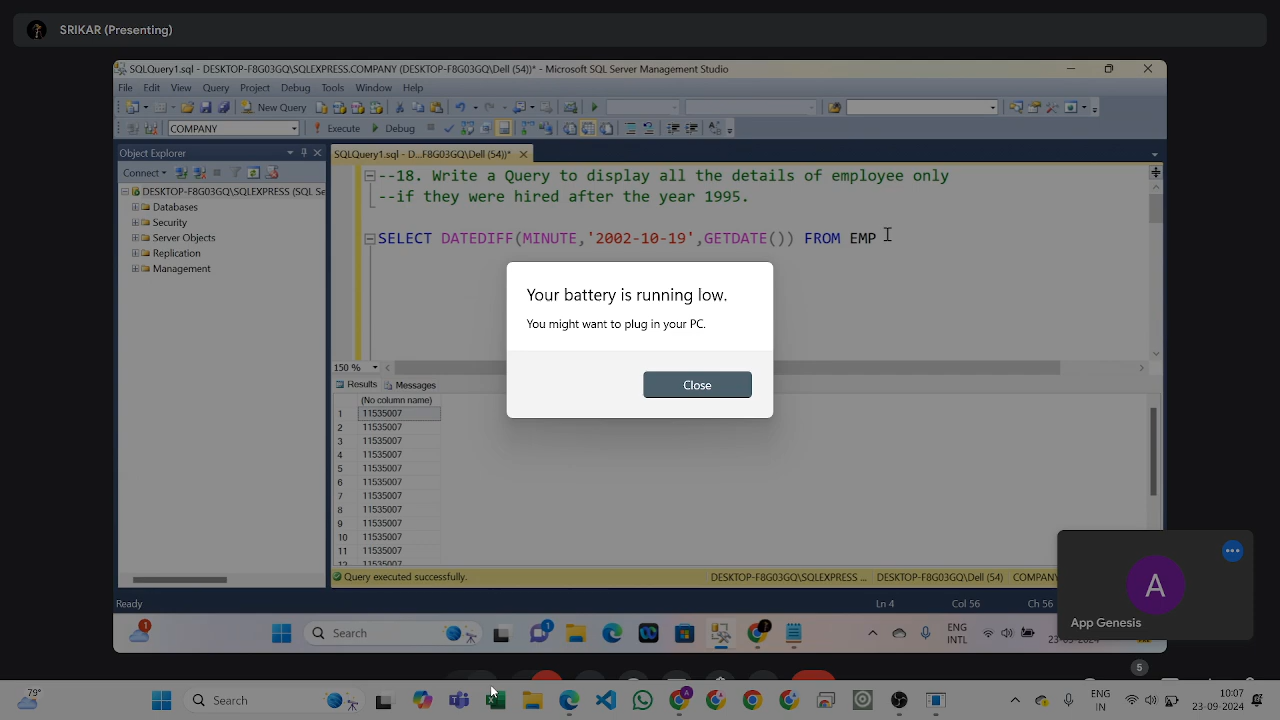 SRIKAR (Presenting)
SQLQuery1.sql - DESKTOP-F8G03GQ\SQLEXPRESS.COMPANY (DESKTOP-F8G03GQ\Dell (54))* - Microsoft SQL Server Management Studio
File Edit View Query Project Debug Tools Window Help
New Query
COMPANY Execute Debug
Object Explorer
SQLQuery1.sql - D...F8G03GQ\Dell (54))*
Connect
DESKTOP-F8G03GQ\SQLEXPRESS (SQL Se
Databases
Security
Server Objects
Replication
Management
--18. Write a Query to display all the details of employee only
--if they were hired after the year 1995.
SELECT DATEDIFF(MINUTE,'2002-10-19',GETDATE()) FROM EMP
Your battery is running low.
You might want to plug in your PC.
Close
150 %
Results Messages
(No column name)
1 11535007
2 11535007
3 11535007
4 11535007
5 11535007
6 11535007
7 11535007
8 11535007
9 11535007
10 11535007
11 11535007
12 11535007
Query executed successfully. DESKTOP-F8G03GQ\SQLEXPRESS ... DESKTOP-F8G03GQ\Dell (54) COMPANY
Ready Ln 4 Col 56 Ch 56
A
App Genesis
1
Search
1
ENG
INTL
5
79°
Search
A
ENG
IN
10:07
23-09-2024